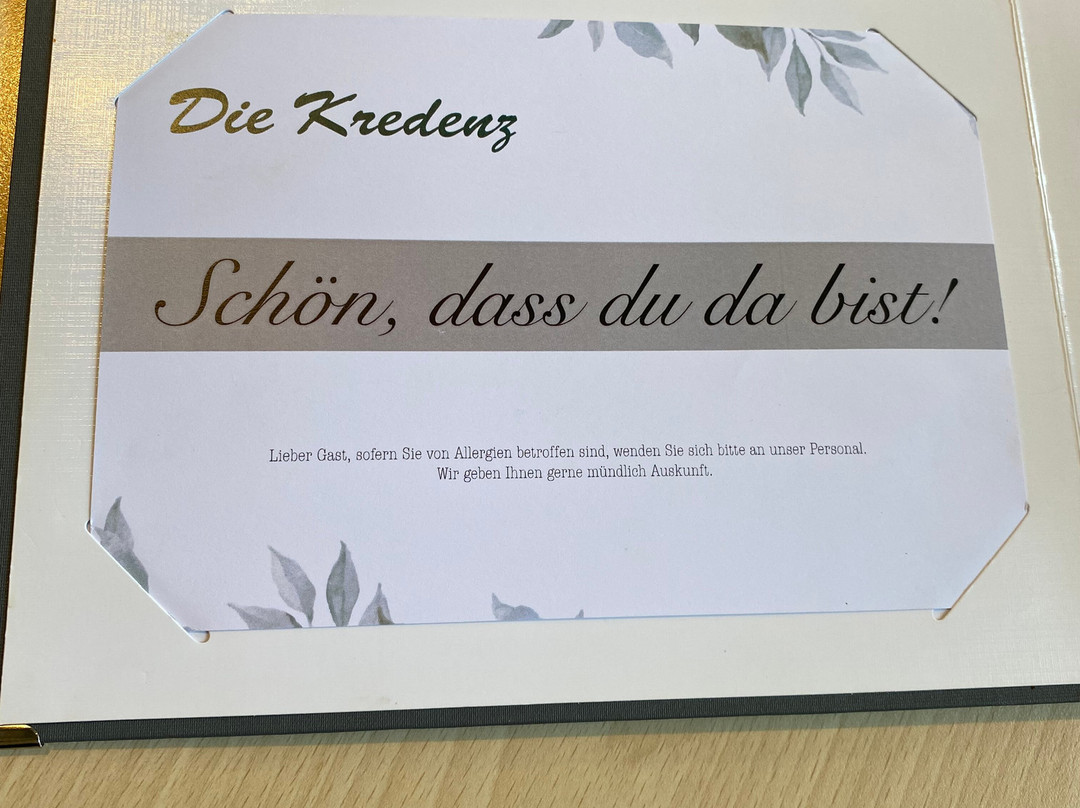 Die Kredenz
Schön, dass du da bist!
Lieber Gast, sofern Sie von Allergien betroffen sind, wenden Sie sich bitte an unser Personal.
Wir geben Ihnen gerne mündlich Auskunft.